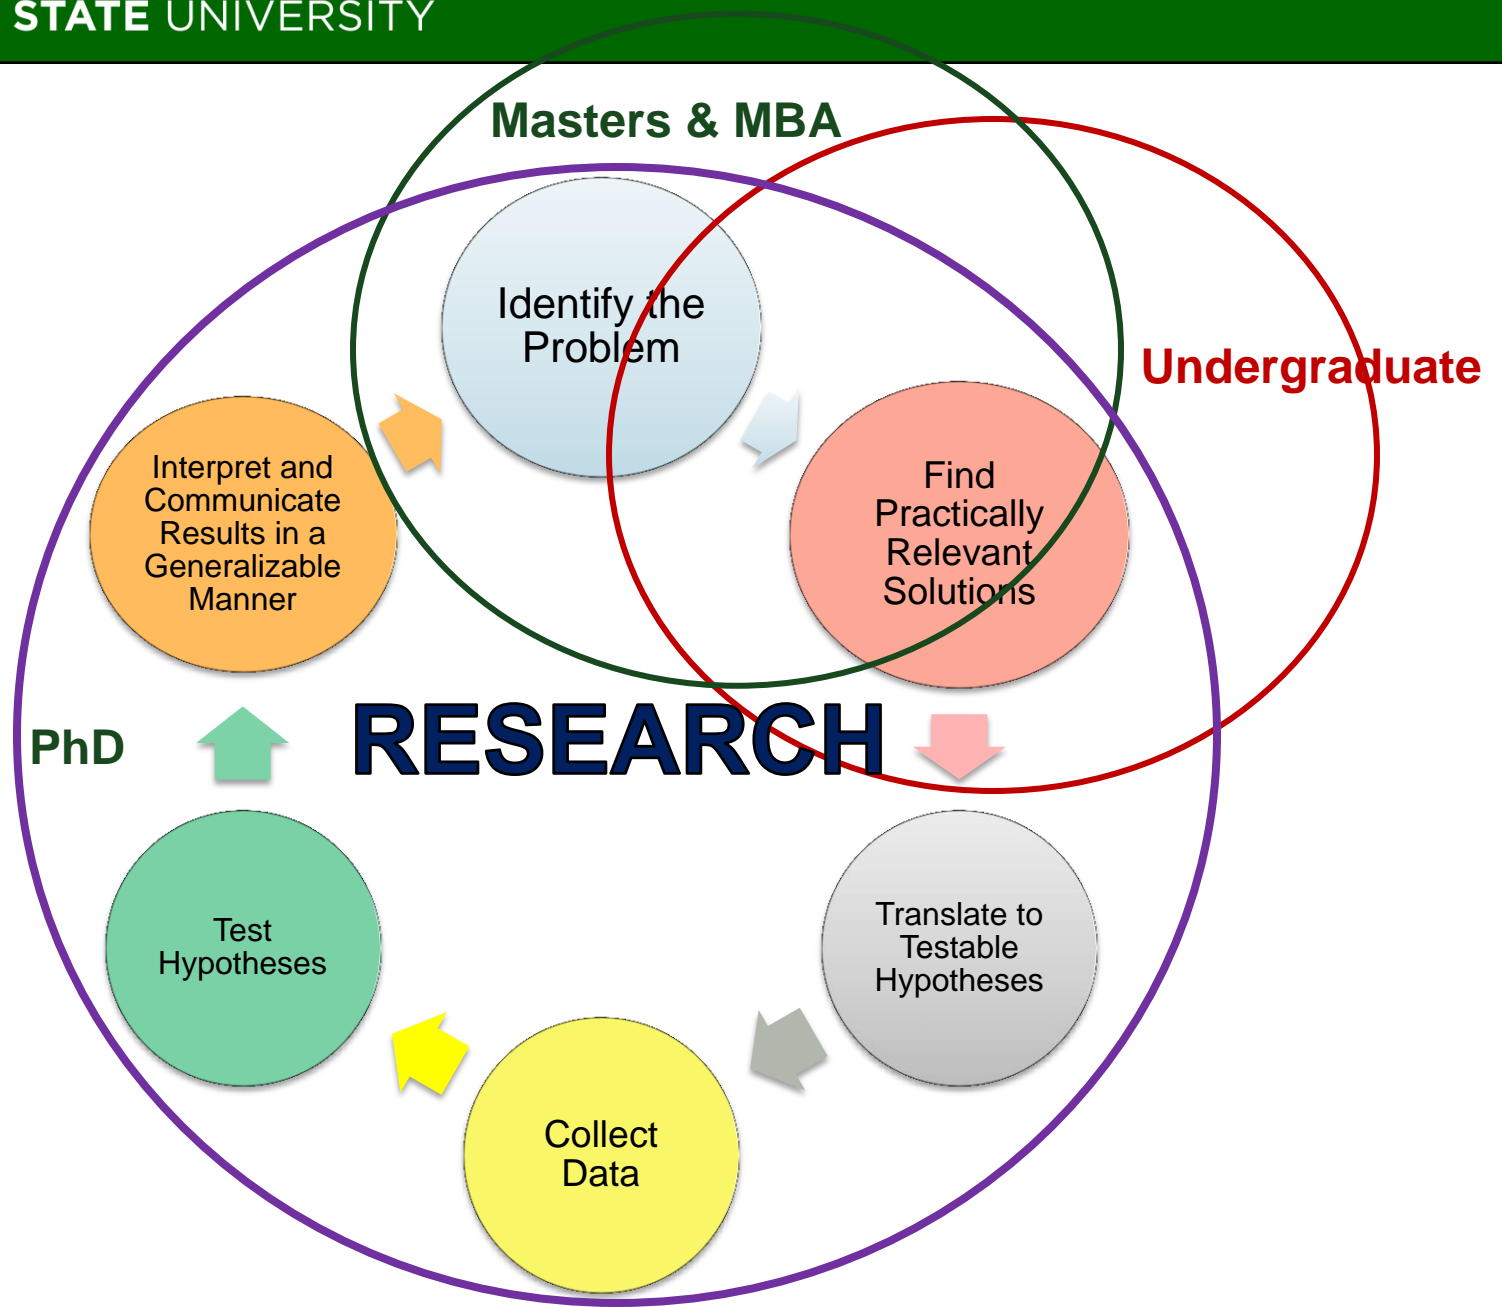 STATE UNIVERSITY
Masters & MBA
Identify the
Problem
Undergraduate
Find
Practically
Relevant
Solutions
Interpret and
Communicate
Results in a
Generalizable
Manner
RESEARCH
PhD
Translate to
Testable
Hypotheses
Test
Hypotheses
Collect
Data